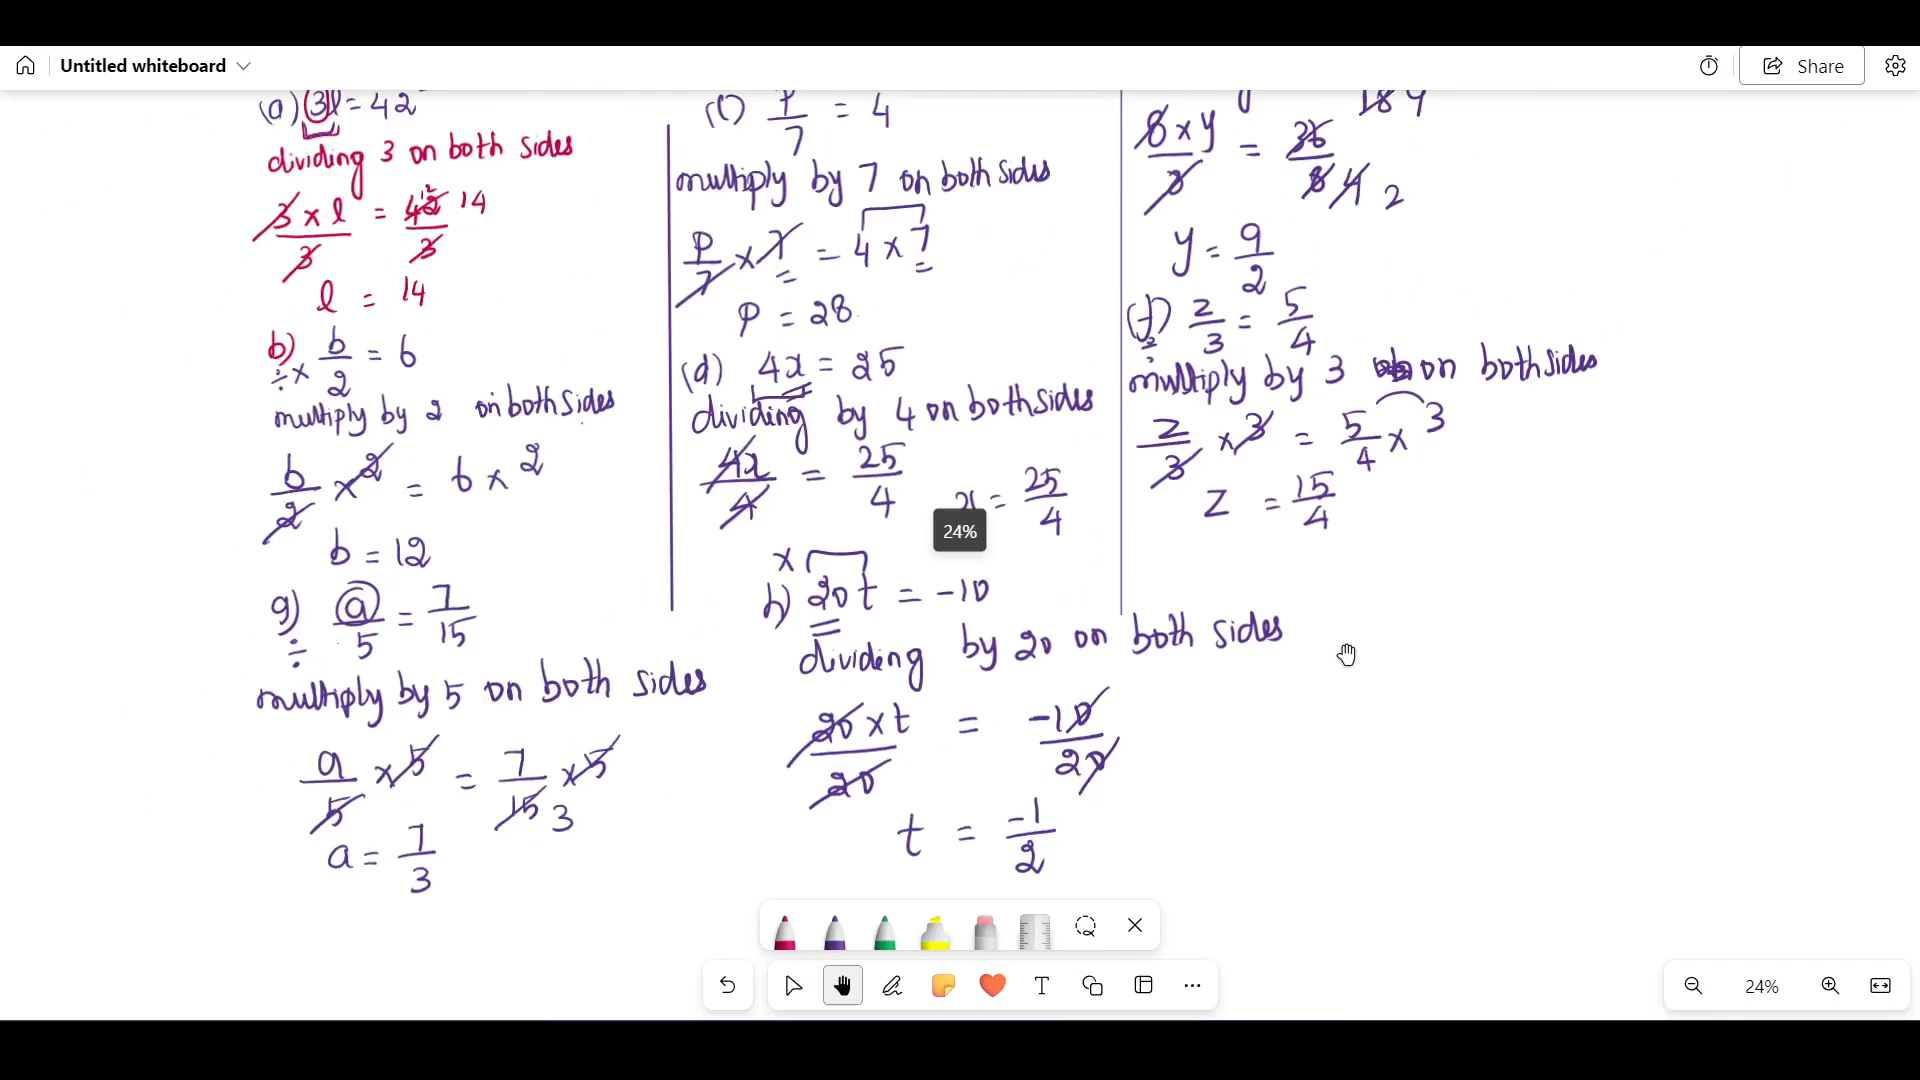 Untitled whiteboard
Share
(a) 3l = 42
dividing 3 on both sides
3 x l / 3 = 42 / 3 14
l = 14
b) b/2 = 6
÷ x
multiply by 2 on both sides
b/2 x 2 = 6 x 2
b = 12
g) a/5 = 7/15
÷
multiply by 5 on both sides
a/5 x 5 = 7/15 x 5
3
a = 7/3
p/7 = 4
multiply by 7 on both sides
p/7 x 7 = 4 x 7
p = 28
(d) 4x = 25
dividing by 4 on both sides
4x/4 = 25/4
x = 25/4
24%
x
h) 20t = -10
dividing by 20 on both sides
20 x t / 20 = -10/20
t = -1/2
8 x y / 8 = 36/8
18 9
4 2
y = 9/2
(f) z/3 = 5/4
multiply by 3 on both sides
z/3 x 3 = 5/4 x 3
z = 15/4
24%